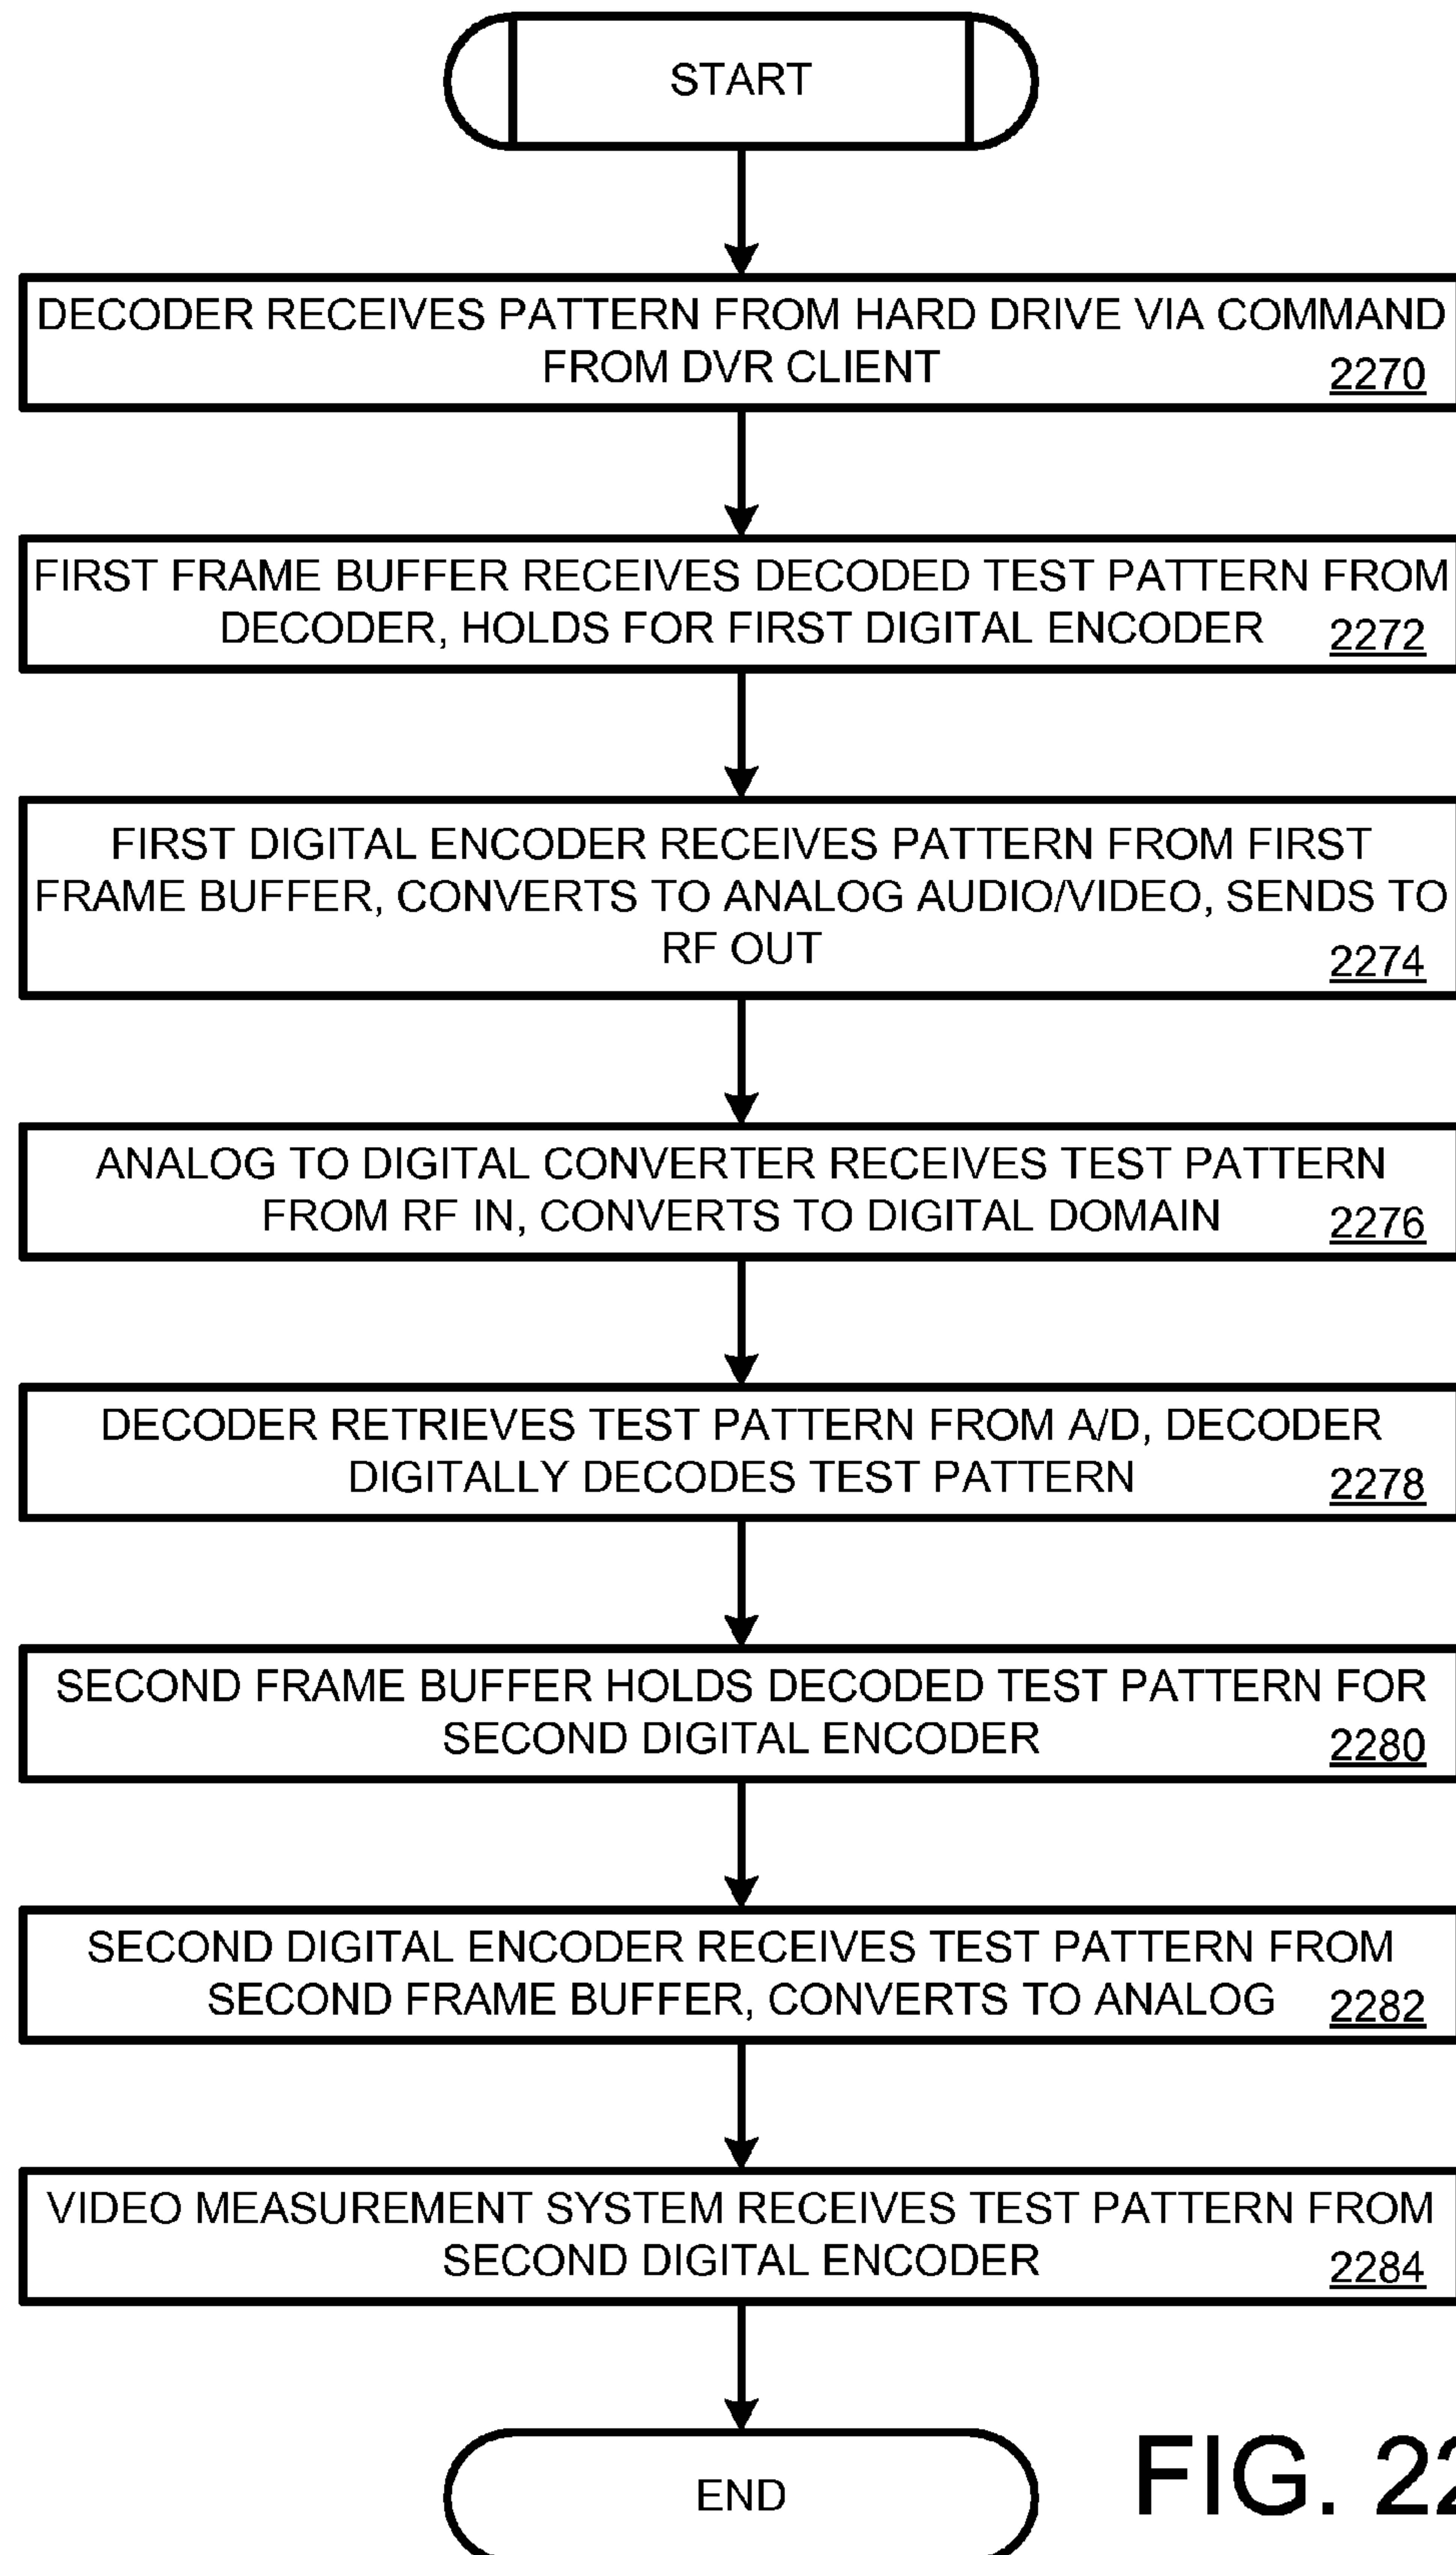 START
DECODER RECEIVES PATTERN FROM HARD DRIVE VIA COMMAND
FROM DVR CLIENT
2270
FIRST FRAME BUFFER RECEIVES DECODED TEST PATTERN FROM
DECODER, HOLDS FOR FIRST DIGITAL ENCODER
2272
FIRST DIGITAL ENCODER RECEIVES PATTERN FROM FIRST
FRAME BUFFER, CONVERTS TO ANALOG AUDIO/VIDEO, SENDS TO
RF OUT
2274
ANALOG TO DIGITAL CONVERTER RECEIVES TEST PATTERN
FROM RF IN, CONVERTS TO DIGITAL DOMAIN
2276
DECODER RETRIEVES TEST PATTERN FROM A/D, DECODER
DIGITALLY DECODES TEST PATTERN
2278
SECOND FRAME BUFFER HOLDS DECODED TEST PATTERN FOR
SECOND DIGITAL ENCODER
2280
SECOND DIGITAL ENCODER RECEIVES TEST PATTERN FROM
SECOND FRAME BUFFER, CONVERTS TO ANALOG
2282
VIDEO MEASUREMENT SYSTEM RECEIVES TEST PATTERN FROM
SECOND DIGITAL ENCODER
2284
END
FIG. 22